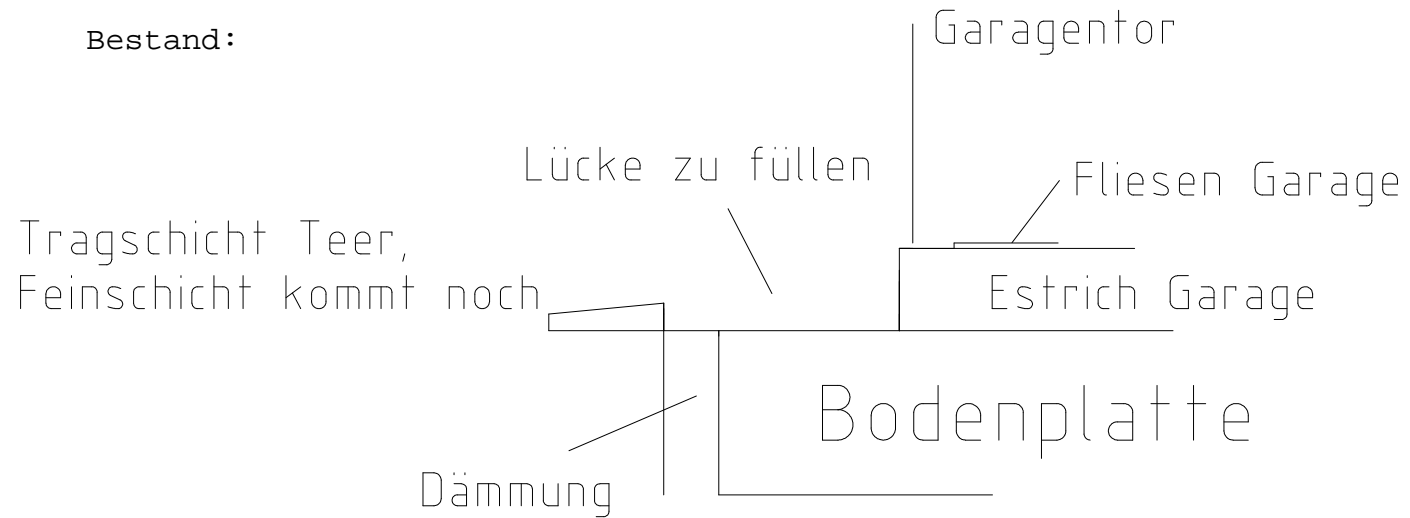 Bestand:
Garagentor
Lücke zu füllen
Fliesen Garage
Tragschicht Teer,
Feinschicht kommt noch
Estrich Garage
Bodenplatte
Dämmung